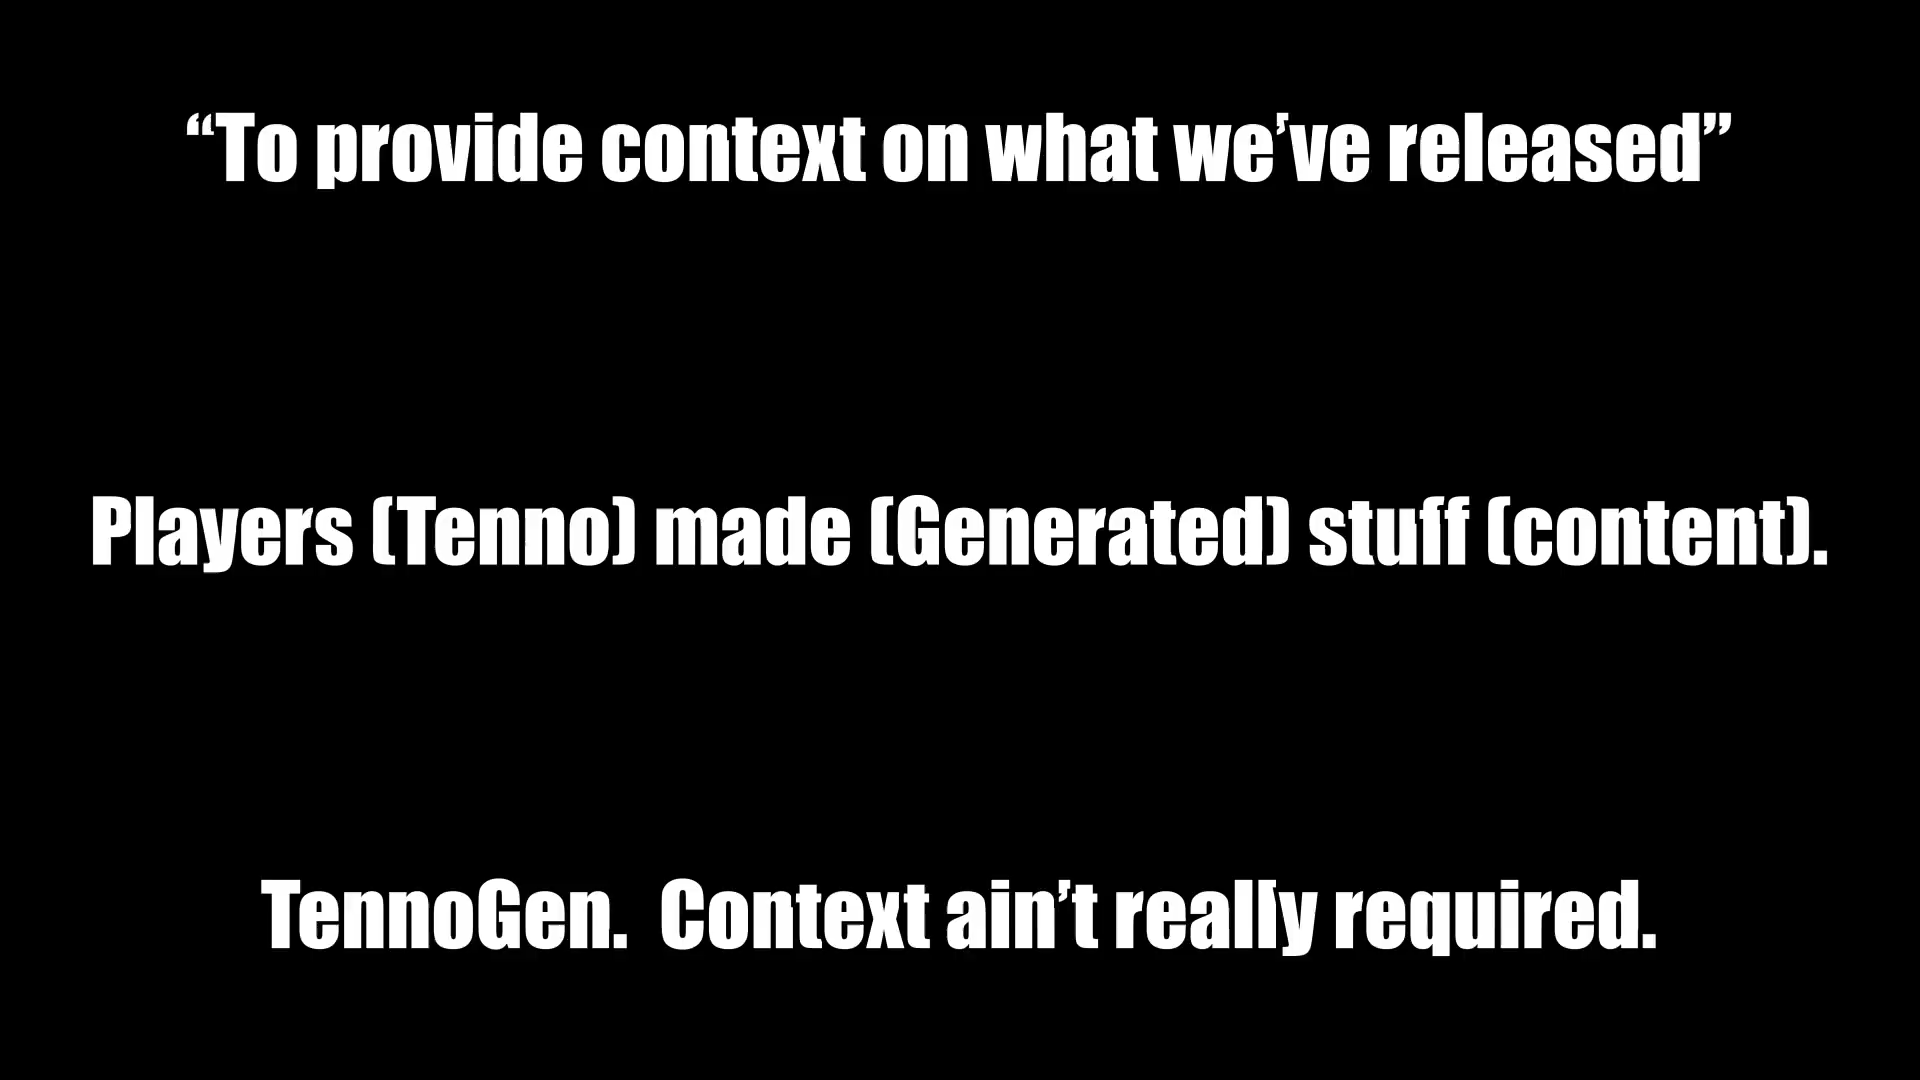 “To provide context on what we’ve released”
Players (Tenno) made (Generated) stuff (content).
TennoGen.  Context ain’t really required.